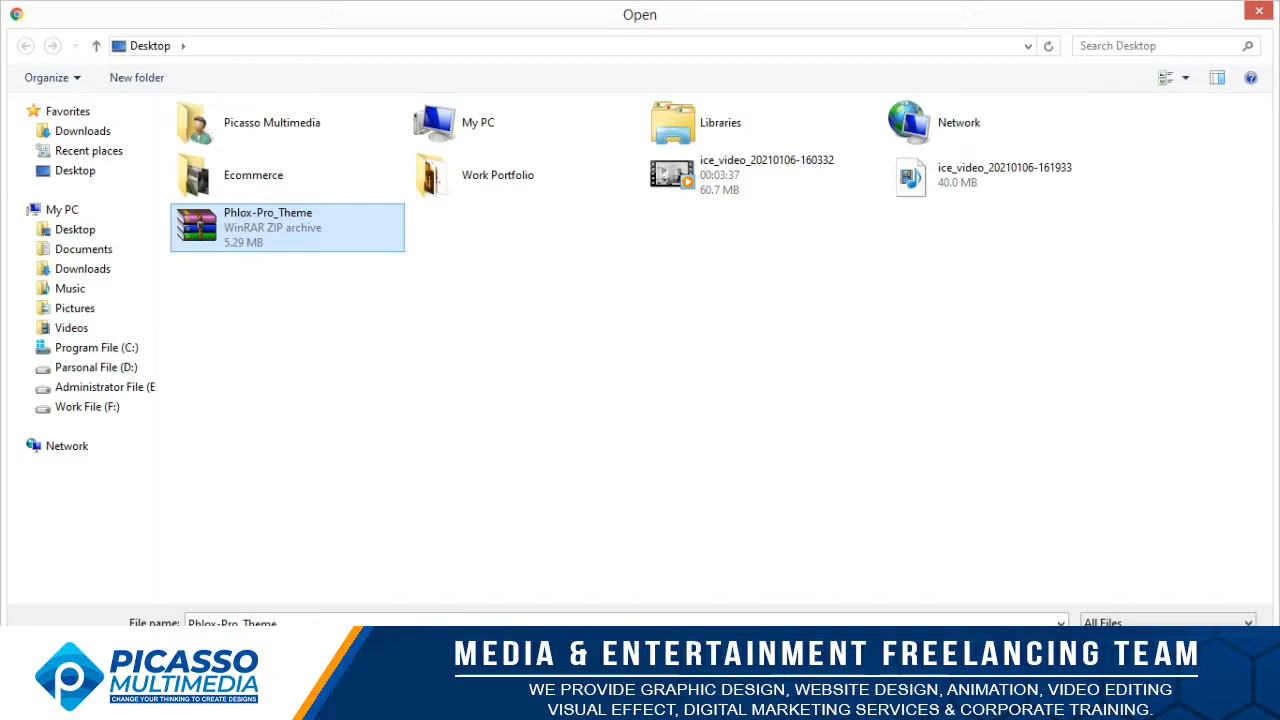 Open
Desktop
Search Desktop
Organize
New folder
Favorites
Downloads
Recent places
Desktop
My PC
Desktop
Documents
Downloads
Music
Pictures
Videos
Program File (C:)
Parsonal File (D:)
Administrator File (E
Work File (F:)
Network
Picasso Multimedia
My PC
Libraries
Network
Ecommerce
Work Portfolio
ice_video_20210106-160332
00:03:37
60.7 MB
ice_video_20210106-161933
40.0 MB
Phlox-Pro_Theme
WinRAR ZIP archive
5.29 MB
File name:
Phlox-Pro_Theme
All Files
PICASSO
MULTIMEDIA
CHANGE YOUR THINKING TO CREATE DESIGNS
MEDIA & ENTERTAINMENT FREELANCING TEAM
WE PROVIDE GRAPHIC DESIGN, WEBSITE DESIGN, ANIMATION, VIDEO EDITING
VISUAL EFFECT, DIGITAL MARKETING SERVICES & CORPORATE TRAINING.